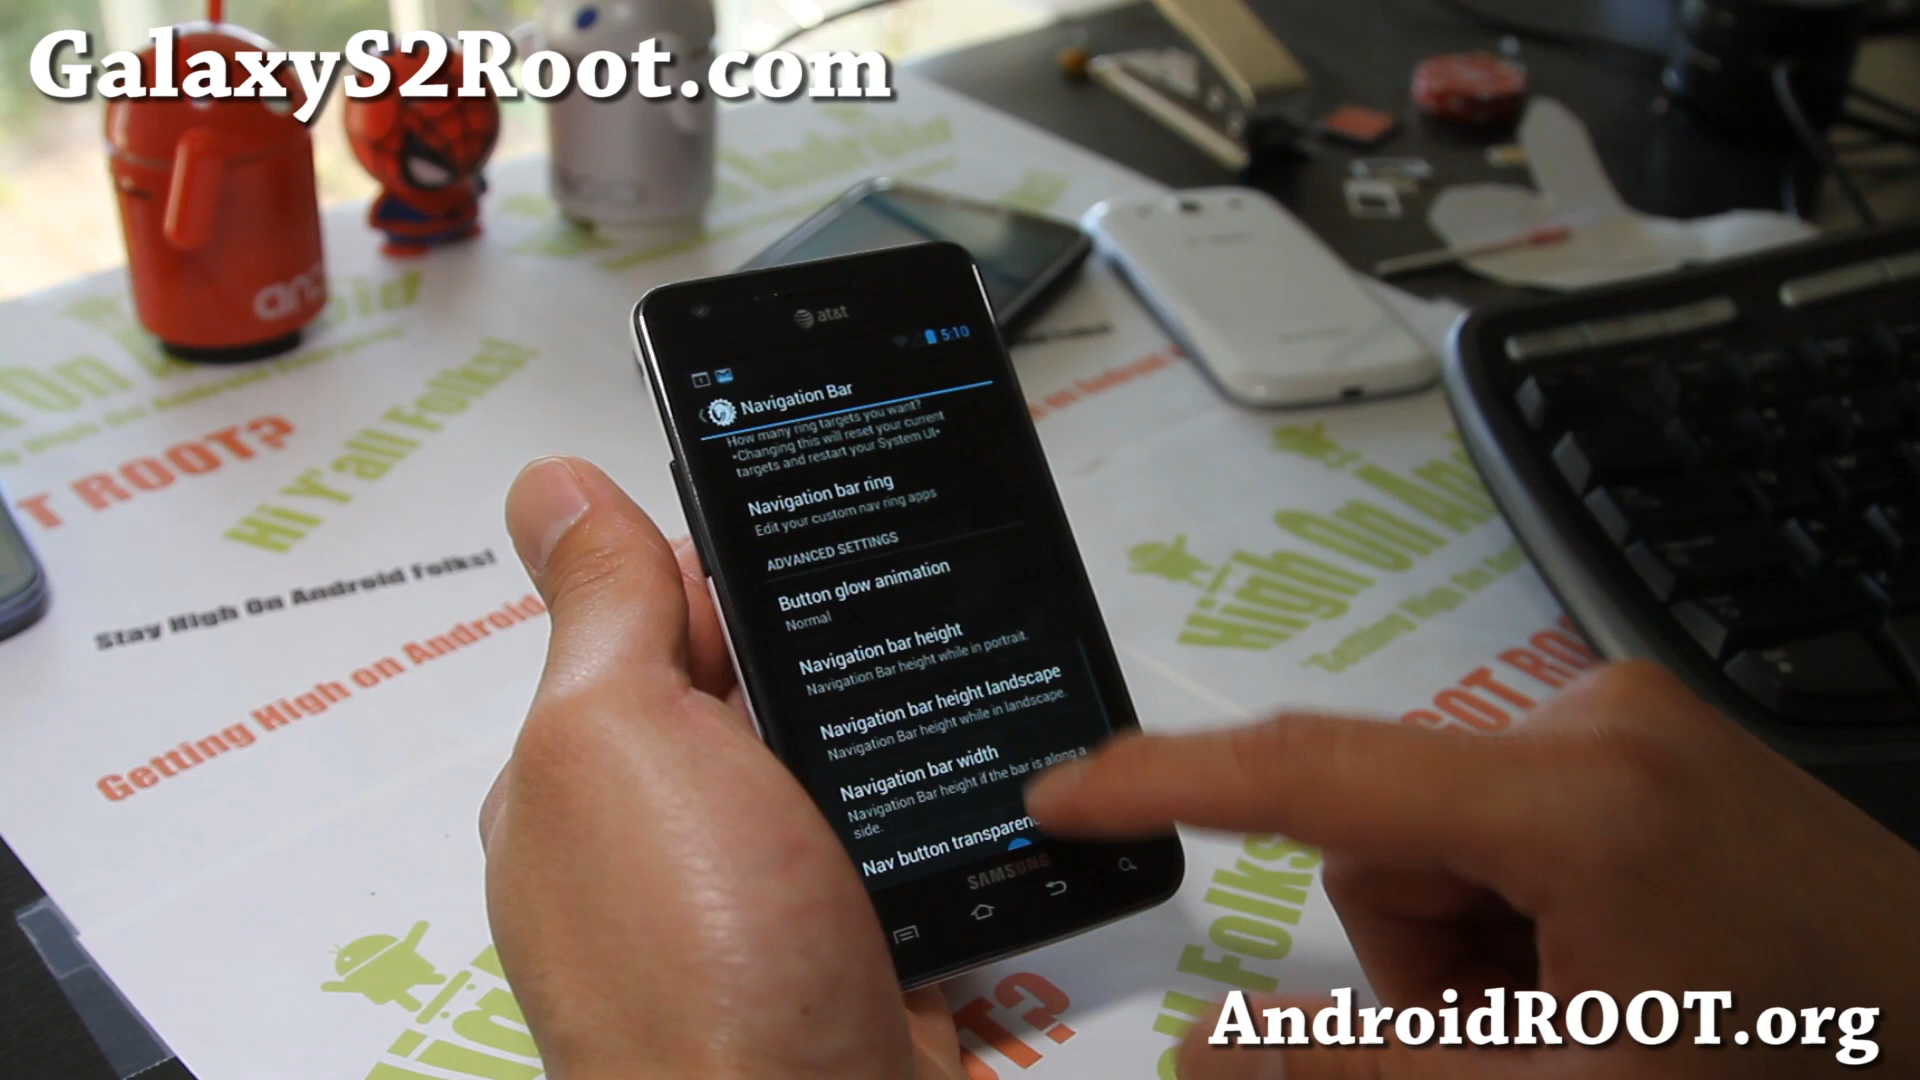 GalaxyS2Root.com
at&t
5:10
Navigation Bar
How many ring targets you want?
•Changing this will reset your current
targets and restart your System UI•
Navigation bar ring
Edit your custom nav ring apps
ADVANCED SETTINGS
Button glow animation
Normal
Navigation bar height
Navigation Bar height while in portrait.
Navigation bar height landscape
Navigation Bar height while in landscape.
Navigation bar width
Navigation Bar height if the bar is along a
side.
Nav button
SAMSUNG
T ROOT?
Hi Y'all Folks!
Stay High On Android Folks!
Getting High on Android
High On
GOT
Folks
AndroidROOT.org